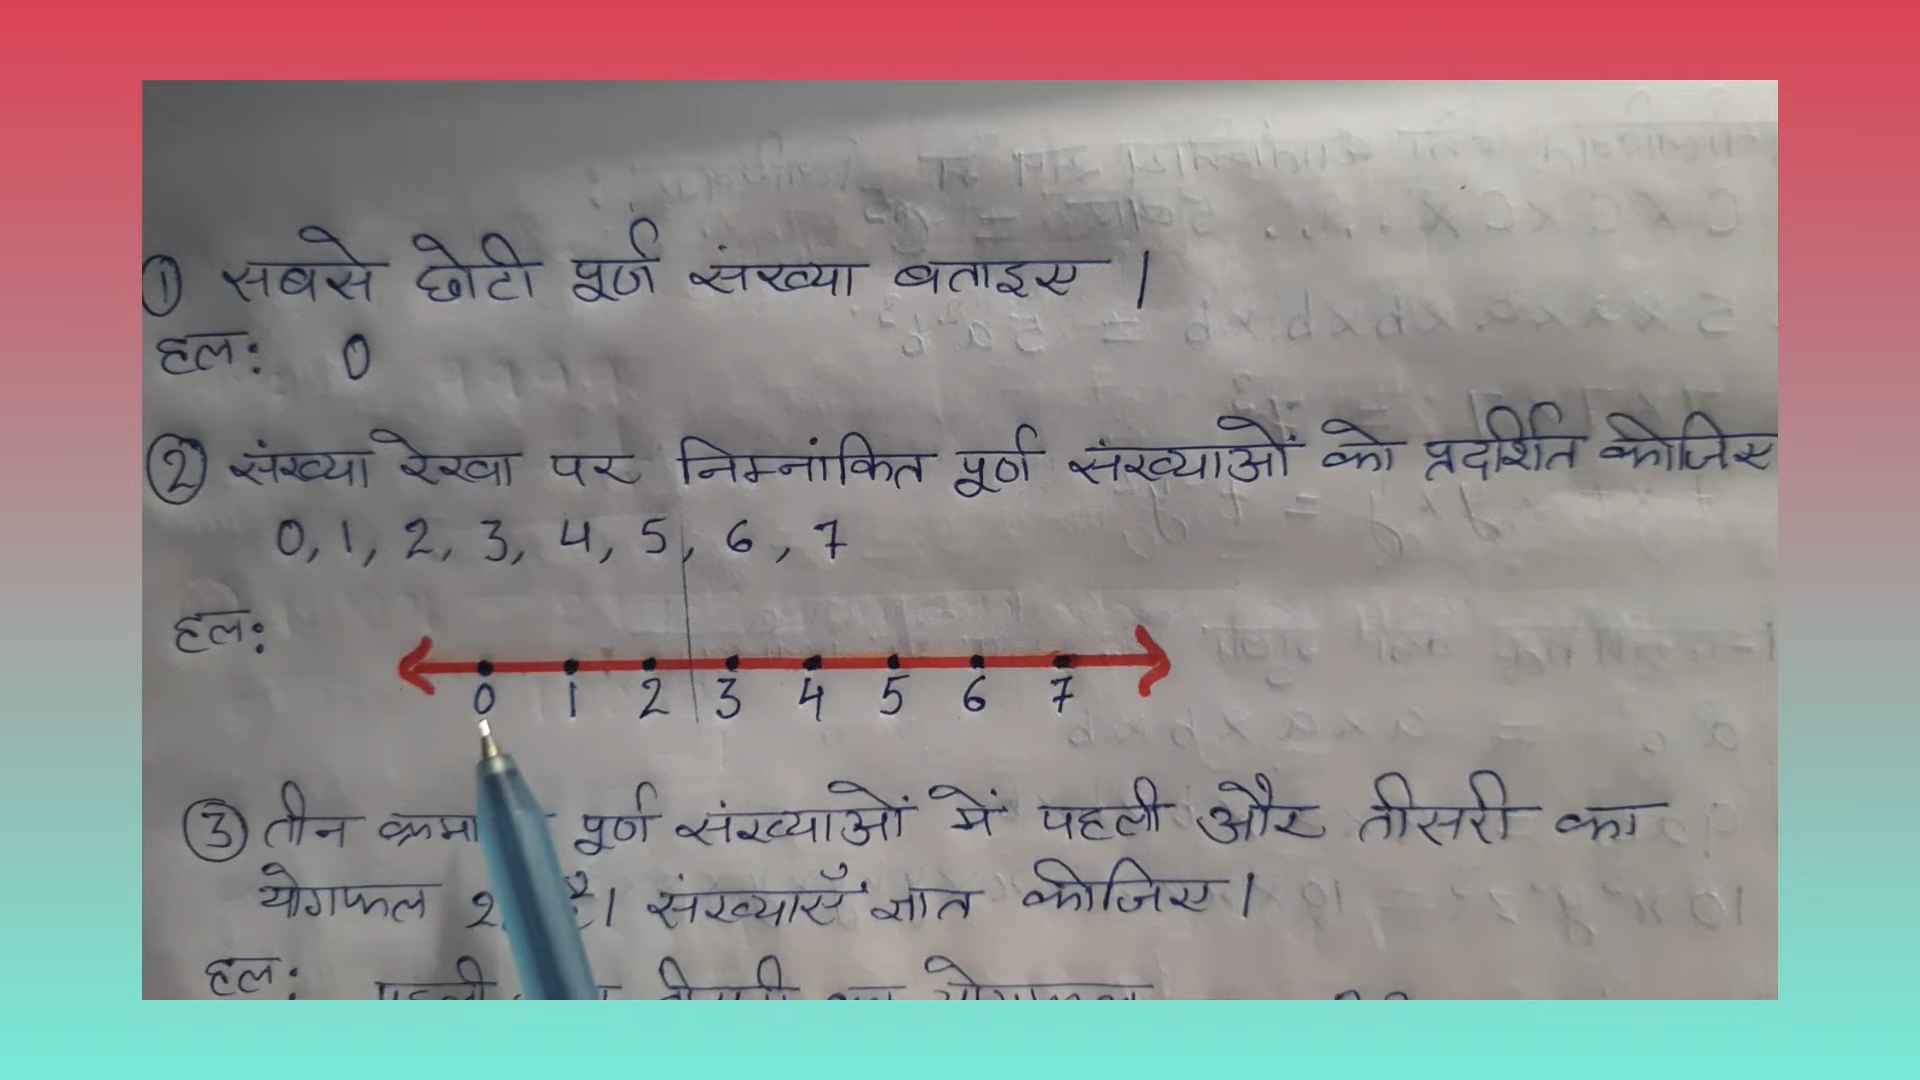 ① सबसे छोटी पूर्ण संख्या बताइए ।
हल: 0
② संख्या रेखा पर निम्नांकित पूर्ण संख्याओं को प्रदर्शित कीजिए
0, 1, 2, 3, 4, 5, 6, 7
हल:
0 1 2 3 4 5 6 7
③ तीन पूर्ण संख्याओं में पहली और तीसरी का
योगफल है। संख्याएँ ज्ञात कीजिए।
हल: